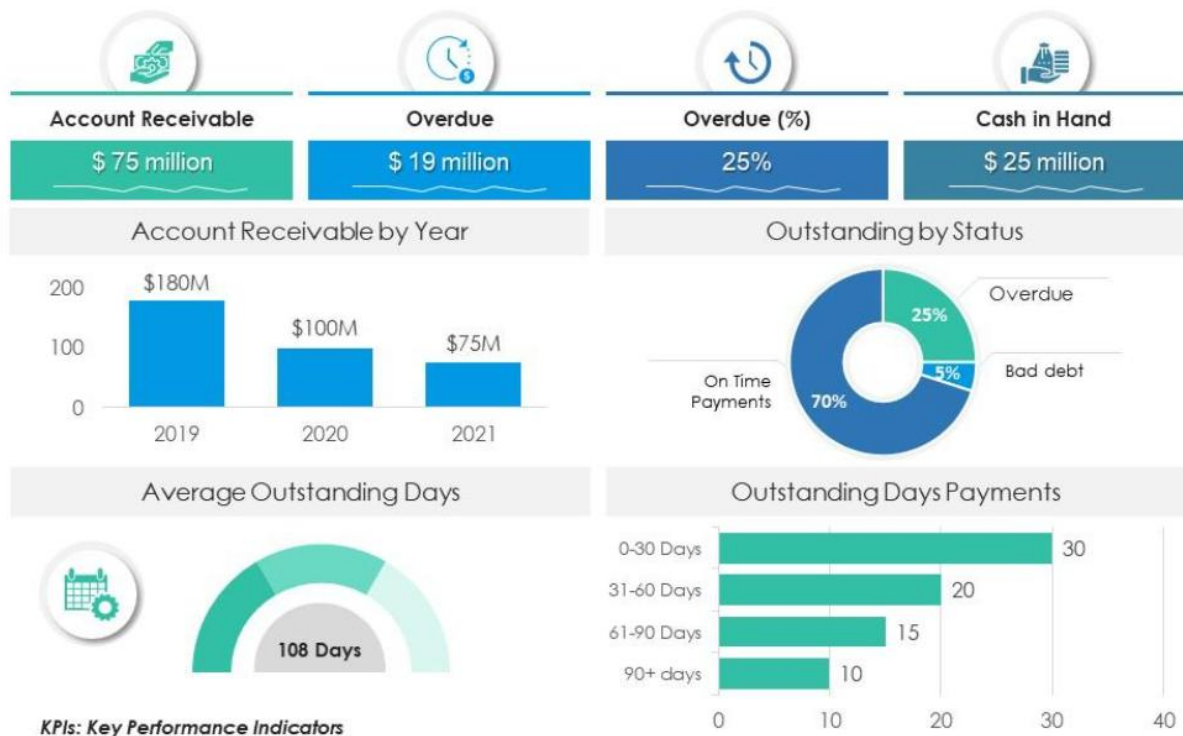 Account Receivable
$ 75 million
Overdue
$ 19 million
Overdue (%)
25%
Cash in Hand
$ 25 million
Account Receivable by Year
200
100
0
$180M
$100M
$75M
2019
2020
2021
Outstanding by Status
Overdue
25%
Bad debt
5%
On Time
Payments
70%
Average Outstanding Days
108 Days
KPIs: Key Performance Indicators
Outstanding Days Payments
0-30 Days
30
31-60 Days
20
61-90 Days
15
90+ days
10
0
10
20
30
40